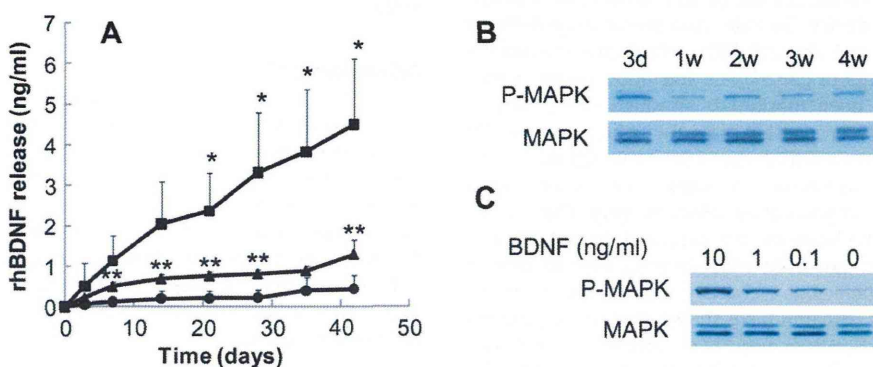 A
rhBDNF release (ng/ml)
7
6
5
4
3
2
1
0
* * * *
** ** ** ** **
0 10 20 30 40 50
Time (days)
B
3d 1w 2w 3w 4w
P-MAPK
MAPK
C
BDNF (ng/ml)
10 1 0.1 0
P-MAPK
MAPK